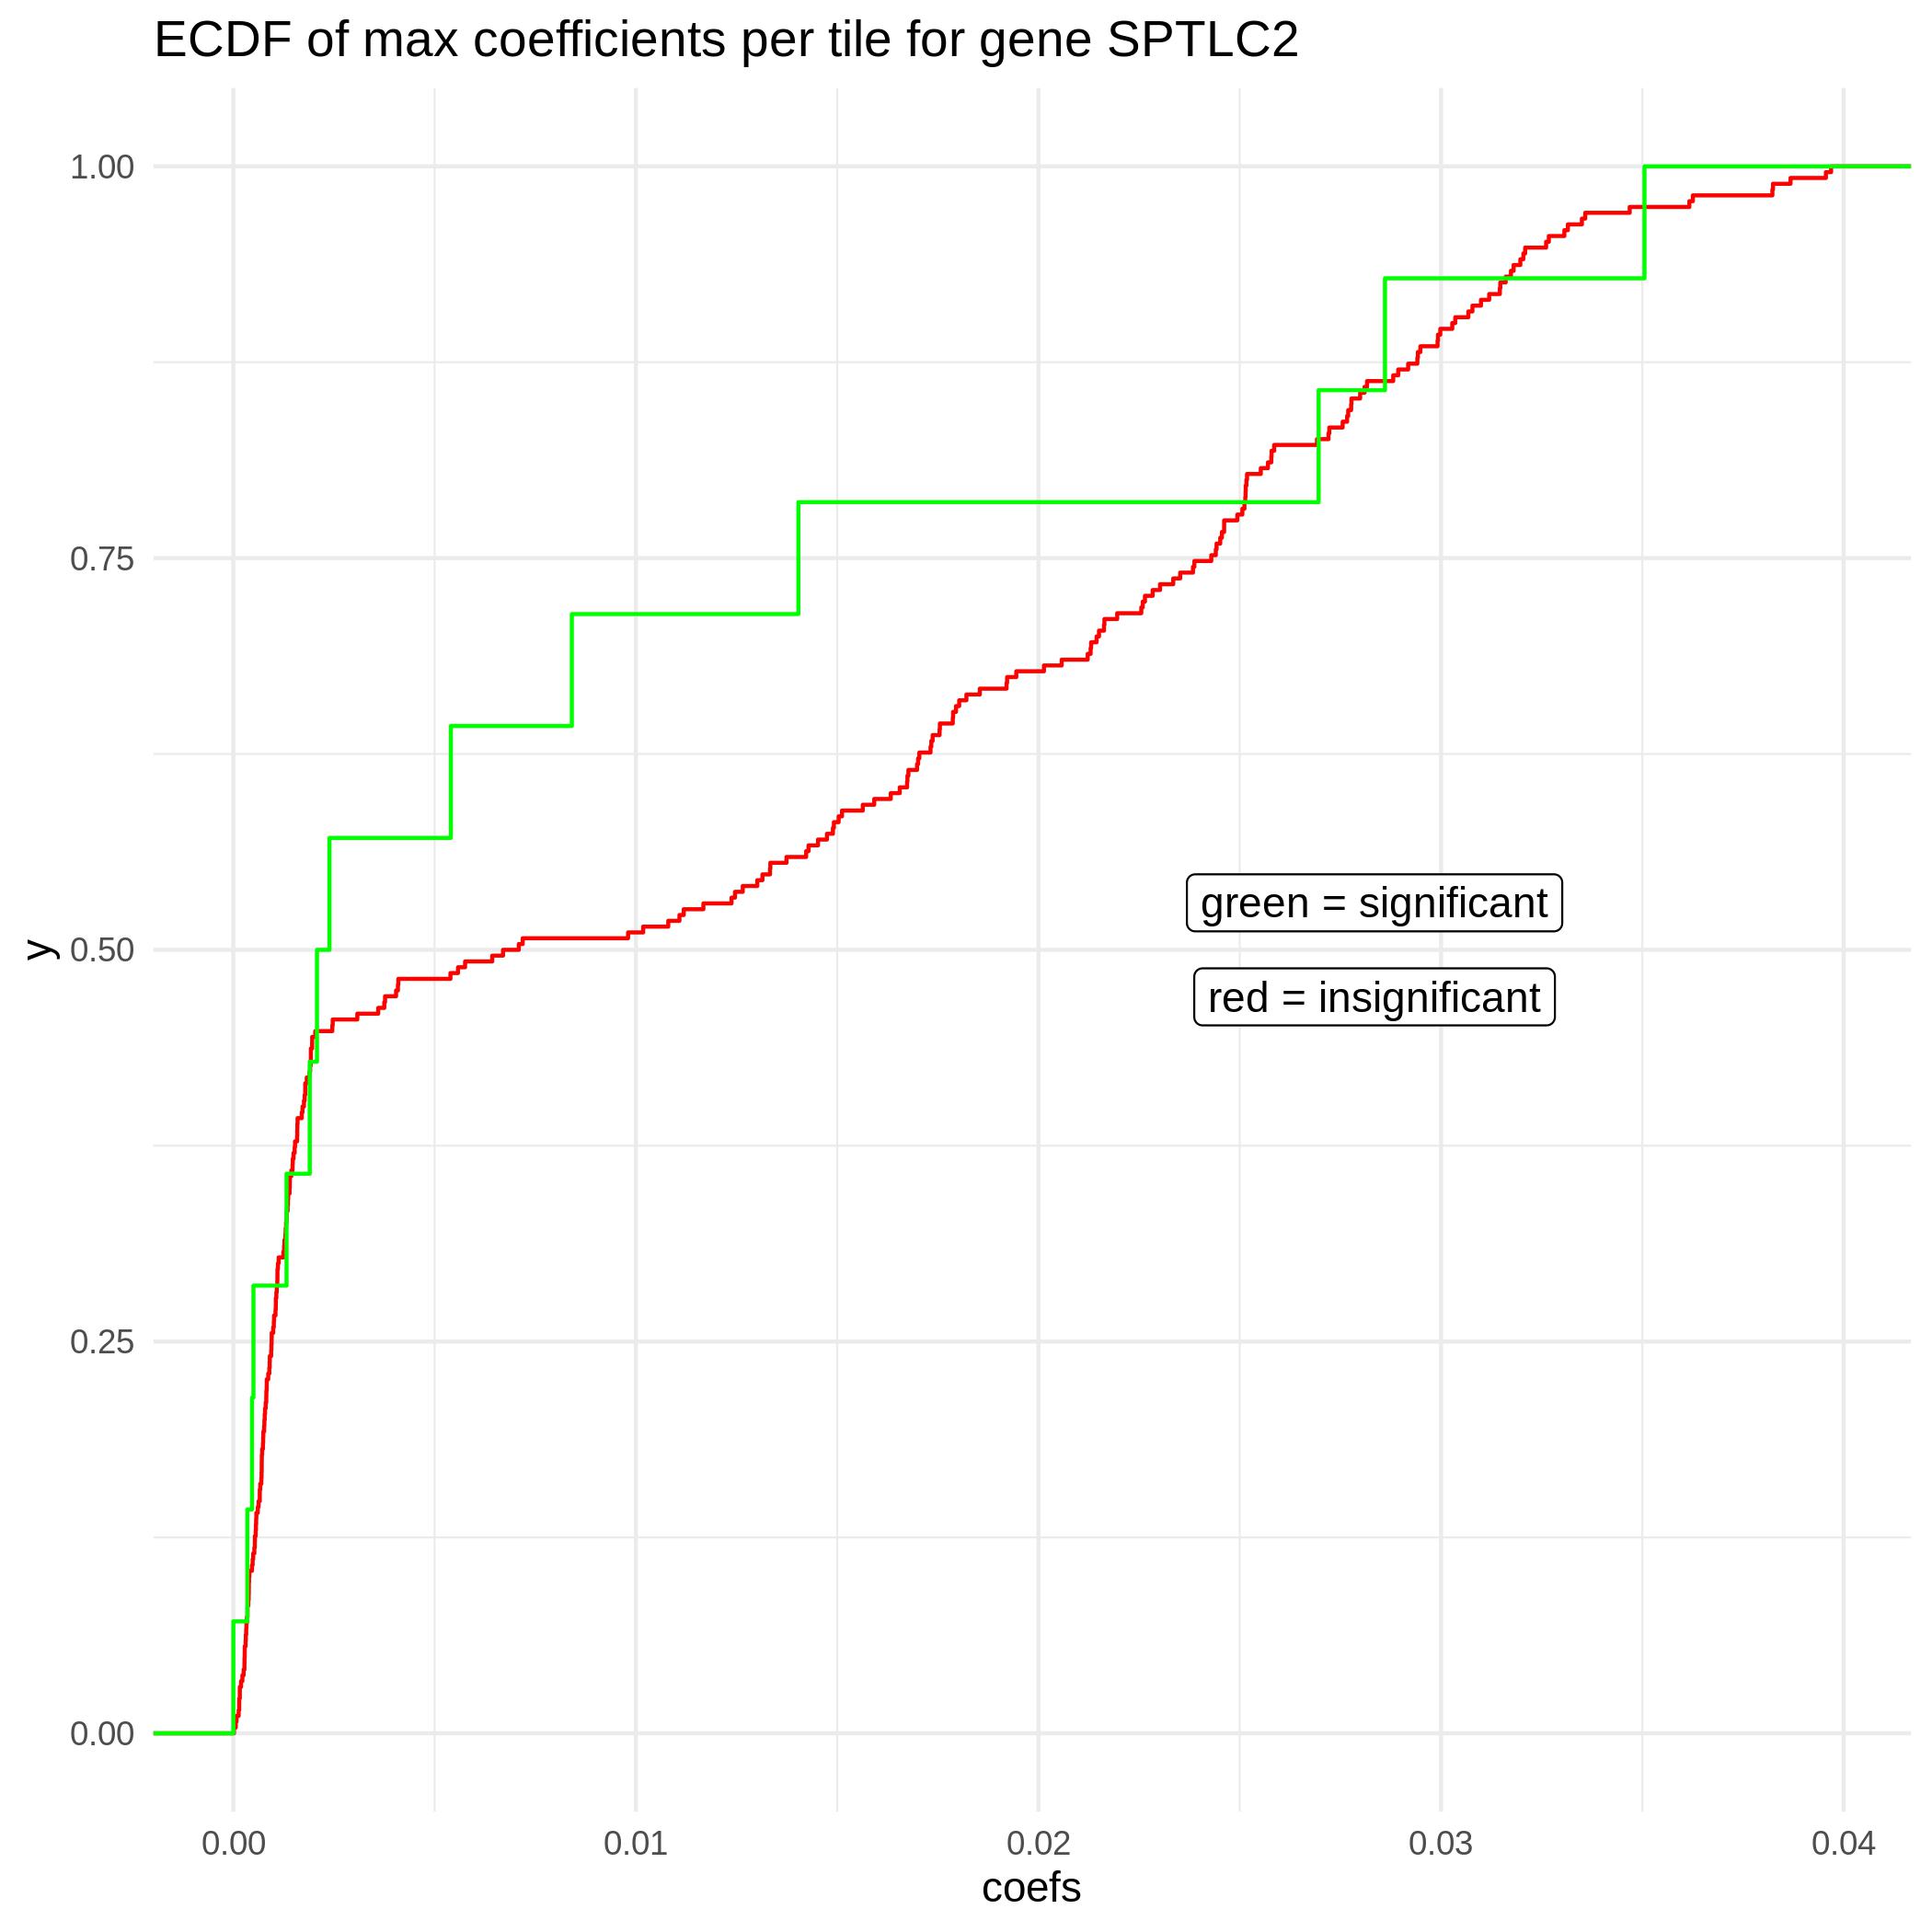 ECDF of max coefficients per tile for gene SPTLC2
1.00
0.75
0.50
0.25
0.00
y
green = significant
red = insignificant
0.00 0.01 0.02 0.03 0.04
coefs